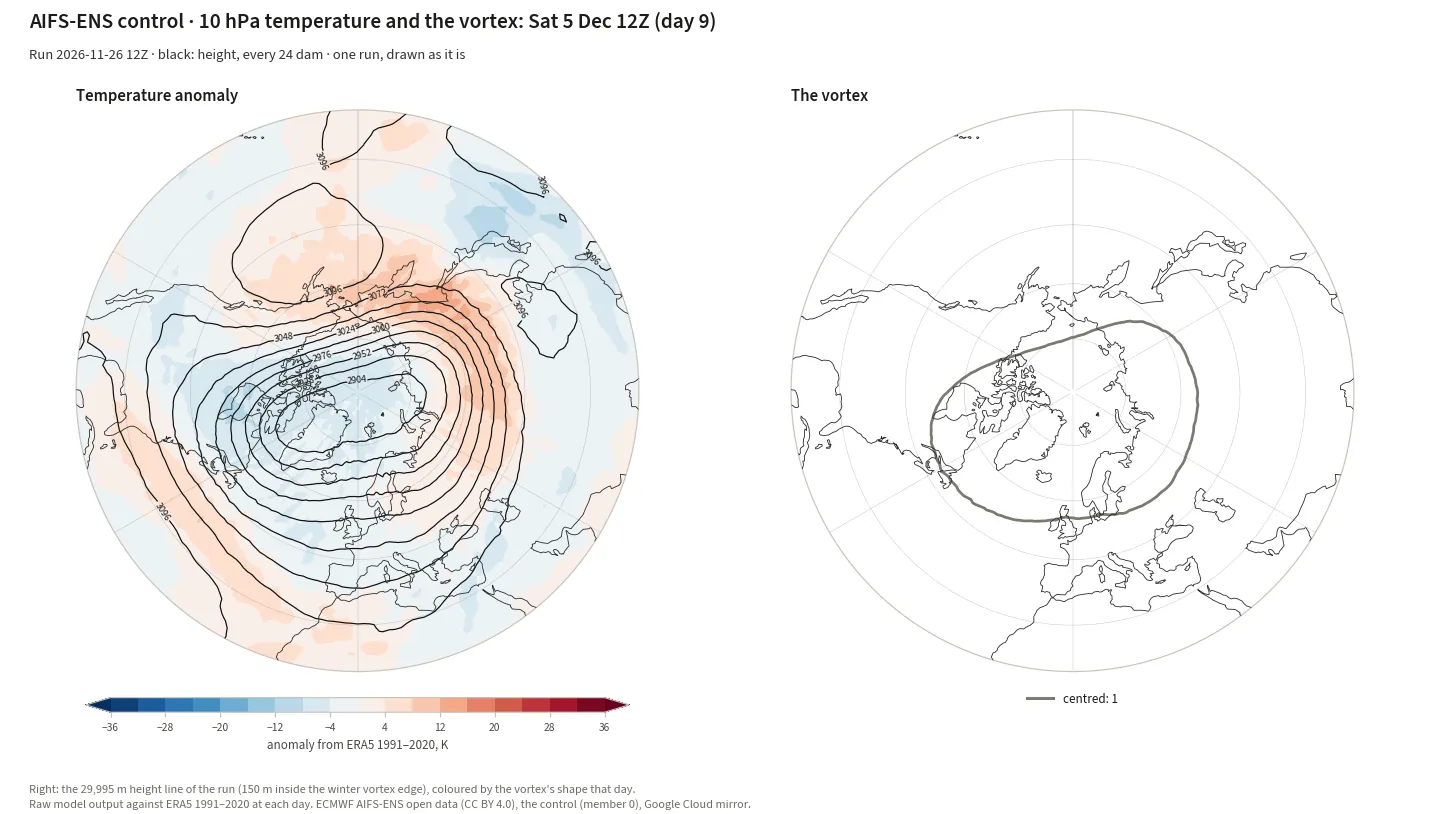 AIFS-ENS control · 10 hPa temperature and the vortex: Sat 5 Dec 12Z (day 9)
Run 2026-11-26 12Z · black: height, every 24 dam · one run, drawn as it is
Temperature anomaly
The vortex
3096
3096
3096
3096
3072
3096
3048
3024
3000
2976
2952
2904
3096
−36 −28 −20 −12 −4 4 12 20 28 36
anomaly from ERA5 1991–2020, K
centred: 1
Right: the 29,995 m height line of the run (150 m inside the winter vortex edge), coloured by the vortex's shape that day.
Raw model output against ERA5 1991–2020 at each day. ECMWF AIFS-ENS open data (CC BY 4.0), the control (member 0), Google Cloud mirror.